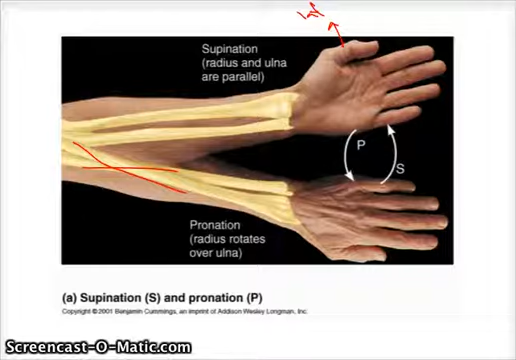 Supination
(radius and ulna
are parallel)
P
S
Pronation
(radius rotates
over ulna)
(a) Supination (S) and pronation (P)
Copyright ©2001 Benjamin Cummings, an imprint of Addison Wesley Longman, Inc.
Screencast-O-Matic.com